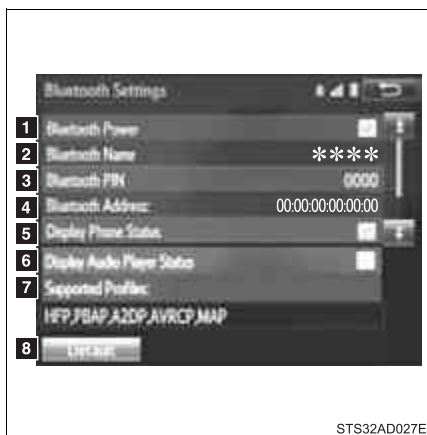 Bluetooth Settings
1 Bluetooth Power
2 Bluetooth Name ****
3 Bluetooth PIN 0000
4 Bluetooth Address: 00:00:00:00:00:00
5 Display Phone Status
6 Display Audio Player Status
7 Supported Profiles:
HFP,PBAP,A2DP,AVRCP,MAP
8 Default
STS32AD027E